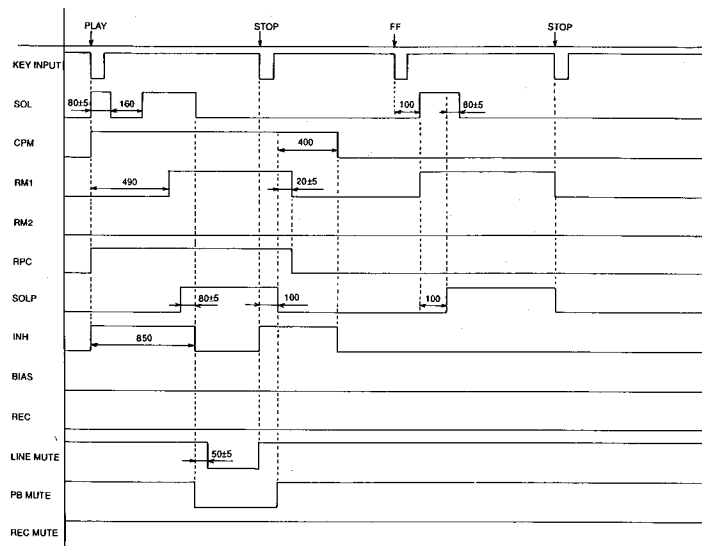 PLAY STOP FF STOP
KEY INPUT
SOL 80±5 160 100 80±5
CPM 400
RM1 490 20±5
RM2
RPC
SOLP 80±5 100 100
INH 850
BIAS
REC
LINE MUTE 50±5
PB MUTE
REC MUTE